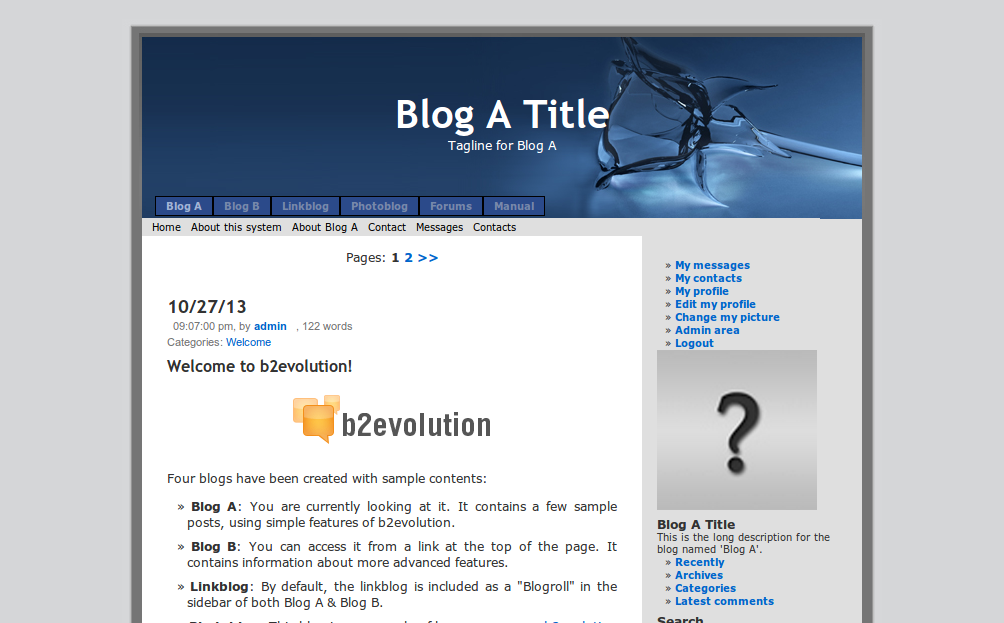 Blog A Title
Tagline for Blog A
Blog A Blog B Linkblog Photoblog Forums Manual
Home About this system About Blog A Contact Messages Contacts
Pages: 1 2 >>
10/27/13
09:07:00 pm, by admin , 122 words
Categories: Welcome
Welcome to b2evolution!
b2evolution
Four blogs have been created with sample contents:
» Blog A: You are currently looking at it. It contains a few sample
posts, using simple features of b2evolution.
» Blog B: You can access it from a link at the top of the page. It
contains information about more advanced features.
» Linkblog: By default, the linkblog is included as a "Blogroll" in the
sidebar of both Blog A & Blog B.
» My messages
» My contacts
» My profile
» Edit my profile
» Change my picture
» Admin area
» Logout
?
Blog A Title
This is the long description for the
blog named 'Blog A'.
» Recently
» Archives
» Categories
» Latest comments
Search